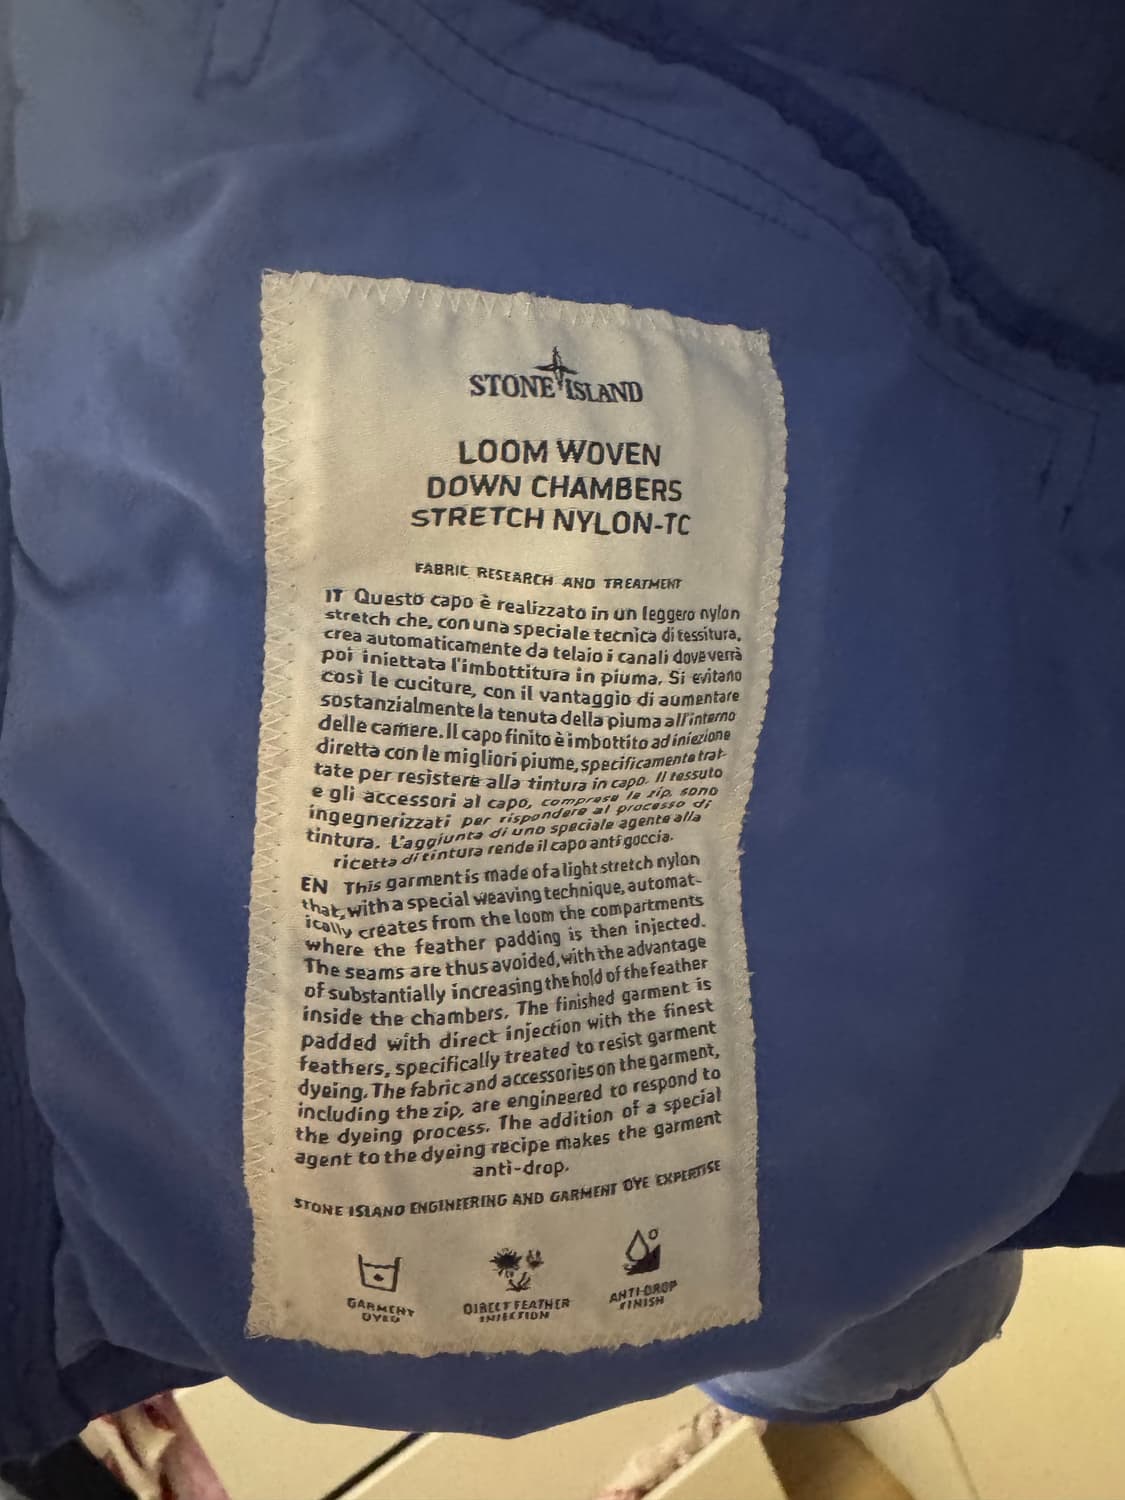 STONE ISLAND
LOOM WOVEN
DOWN CHAMBERS
STRETCH NYLON-TC
FABRIC RESEARCH AND TREATMENT
IT Questo capo è realizzato in un leggero nylon
stretch che, con una speciale tecnica di tessitura,
crea automaticamente da telaio i canali dove verrà
poi iniettata l'imbottitura in piuma. Si evitano
così le cuciture, con il vantaggio di aumentare
sostanzialmente la tenuta della piuma all'interno
delle camere. Il capo finito è imbottito ad iniezione
diretta con le migliori piume, specificamente trat-
tate per resistere alla tintura in capo. Il tessuto
e gli accessori al capo, comprese le zip, sono
ingegnerizzati per rispondere al processo di
tintura. L'aggiunta di uno speciale agente alla
ricetta di tintura rende il capo anti goccia.
EN This garment is made of a light stretch nylon
that, with a special weaving technique, automat-
ically creates from the loom the compartments
where the feather padding is then injected.
The seams are thus avoided, with the advantage
of substantially increasing the hold of the feather
inside the chambers. The finished garment is
padded with direct injection with the finest
feathers, specifically treated to resist garment
dyeing. The fabric and accessories on the garment,
including the zip, are engineered to respond to
the dyeing process. The addition of a special
agent to the dyeing recipe makes the garment
anti-drop.
STONE ISLAND ENGINEERING AND GARMENT DYE EXPERTISE
GARMENT
DYED
DIRECT FEATHER
INJECTION
ANTI-DROP
FINISH